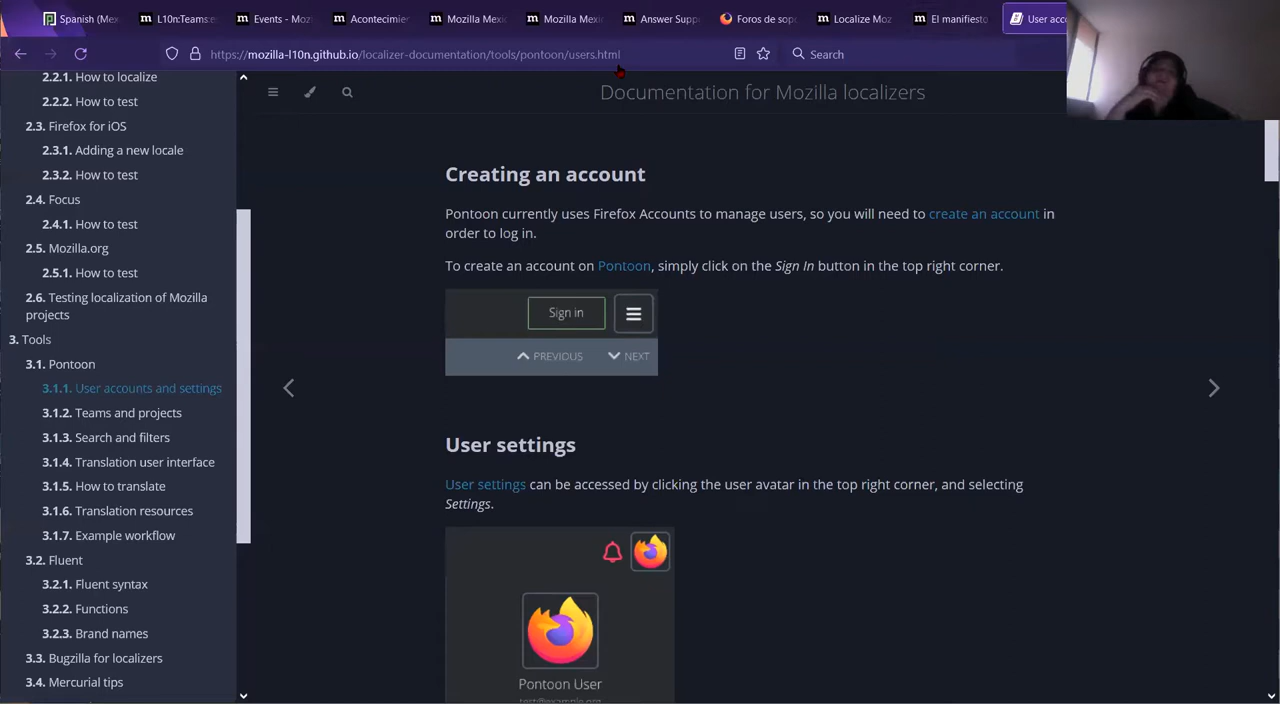 Spanish (Mex
L10n:Teams:e
Events - Moz
Acontecimie
Mozilla Mexic
Mozilla Mexic
Answer Supp
Foros de sopo
Localize Moz
El manifiesto
User acco
https://mozilla-l10n.github.io/localizer-documentation/tools/pontoon/users.html
Search
2.2.1. How to localize
2.2.2. How to test
2.3. Firefox for iOS
2.3.1. Adding a new locale
2.3.2. How to test
2.4. Focus
2.4.1. How to test
2.5. Mozilla.org
2.5.1. How to test
2.6. Testing localization of Mozilla
projects
3. Tools
3.1. Pontoon
3.1.1. User accounts and settings
3.1.2. Teams and projects
3.1.3. Search and filters
3.1.4. Translation user interface
3.1.5. How to translate
3.1.6. Translation resources
3.1.7. Example workflow
3.2. Fluent
3.2.1. Fluent syntax
3.2.2. Functions
3.2.3. Brand names
3.3. Bugzilla for localizers
3.4. Mercurial tips
Documentation for Mozilla localizers
Creating an account
Pontoon currently uses Firefox Accounts to manage users, so you will need to create an account in
order to log in.
To create an account on Pontoon, simply click on the Sign In button in the top right corner.
Sign in
PREVIOUS NEXT
User settings
User settings can be accessed by clicking the user avatar in the top right corner, and selecting
Settings.
Pontoon User